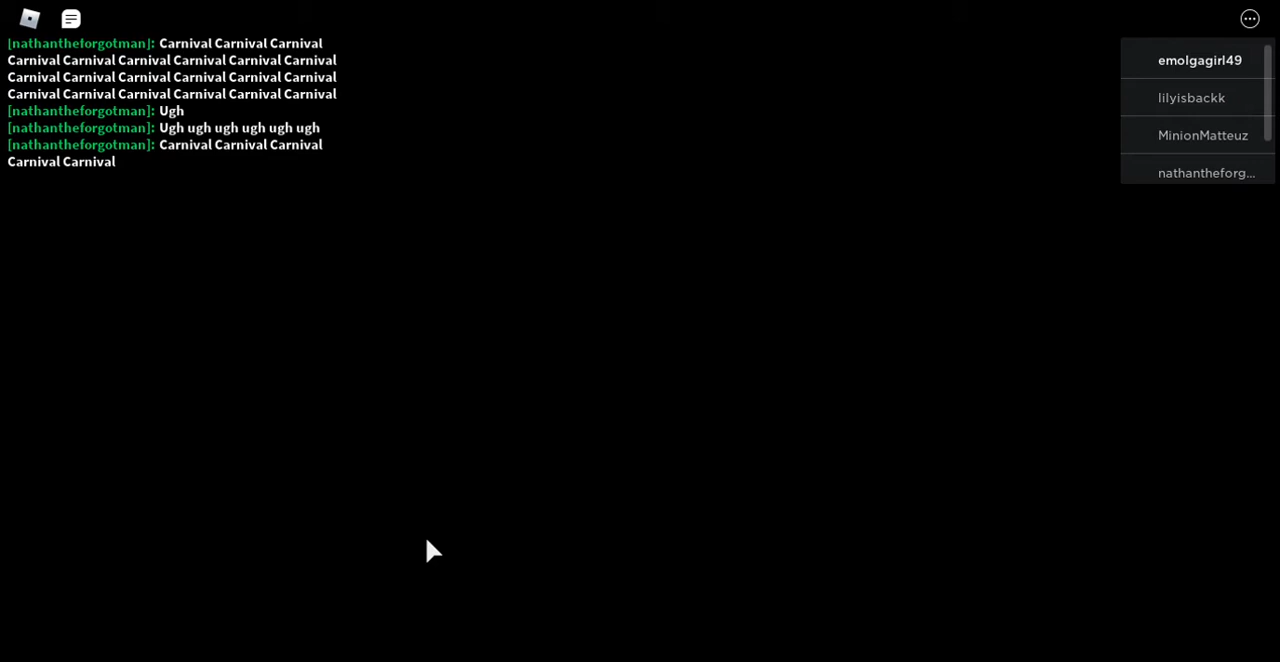 [nathantheforgotman]: Carnival Carnival Carnival
Carnival Carnival Carnival Carnival Carnival Carnival
Carnival Carnival Carnival Carnival Carnival Carnival
Carnival Carnival Carnival Carnival Carnival Carnival
[nathantheforgotman]: Ugh
[nathantheforgotman]: Ugh ugh ugh ugh ugh ugh
[nathantheforgotman]: Carnival Carnival Carnival
Carnival Carnival
emolgagirl49
lilyisbackk
MinionMatteuz
nathantheforg...